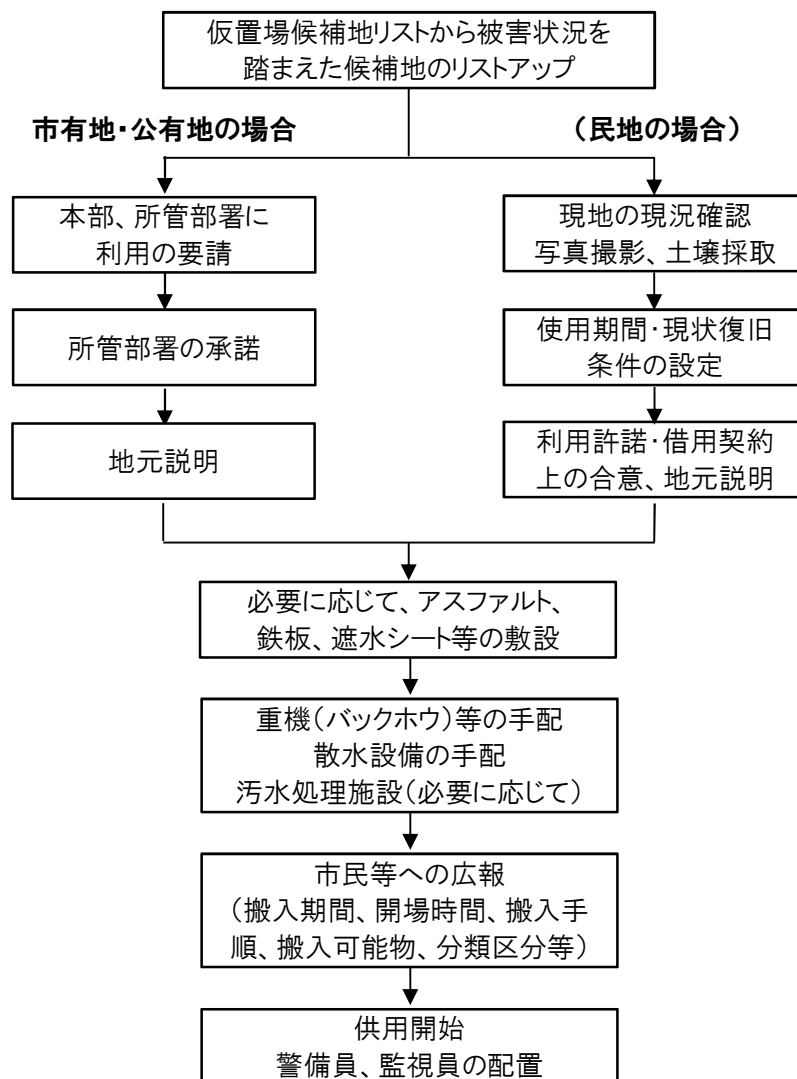 仮置場候補地リストから被害状況を
踏まえた候補地のリストアップ
市有地・公有地の場合
（民地の場合）
本部、所管部署に
利用の要請
所管部署の承諾
地元説明
現地の現況確認
写真撮影、土壌採取
使用期間・現状復旧
条件の設定
利用許諾・借用契約
上の合意、地元説明
必要に応じて、アスファルト、
鉄板、遮水シート等の敷設
重機（バックホウ）等の手配
散水設備の手配
汚水処理施設（必要に応じて）
市民等への広報
（搬入期間、開場時間、搬入手
順、搬入可能物、分類区分等）
供用開始
警備員、監視員の配置